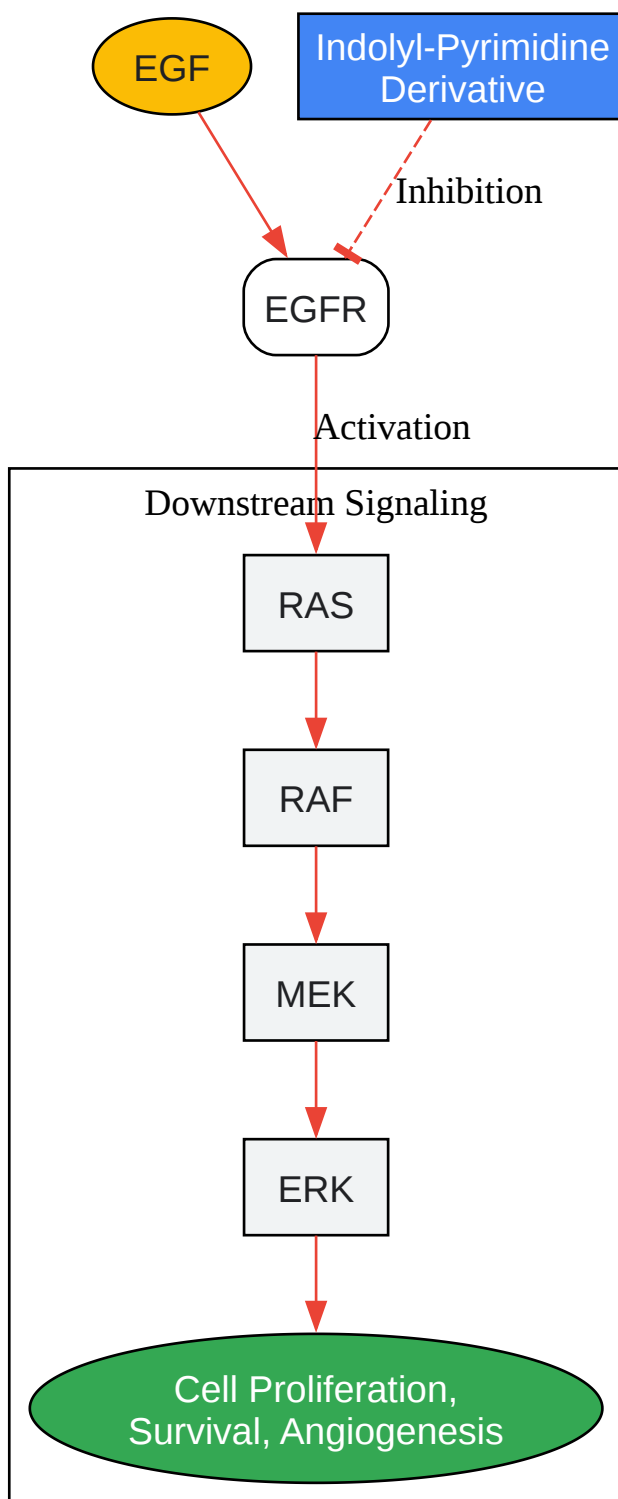 EGF
Indolyl-Pyrimidine
Derivative
Inhibition
EGFR
Activation
Downstream Signaling
RAS
RAF
MEK
ERK
Cell Proliferation,
Survival, Angiogenesis